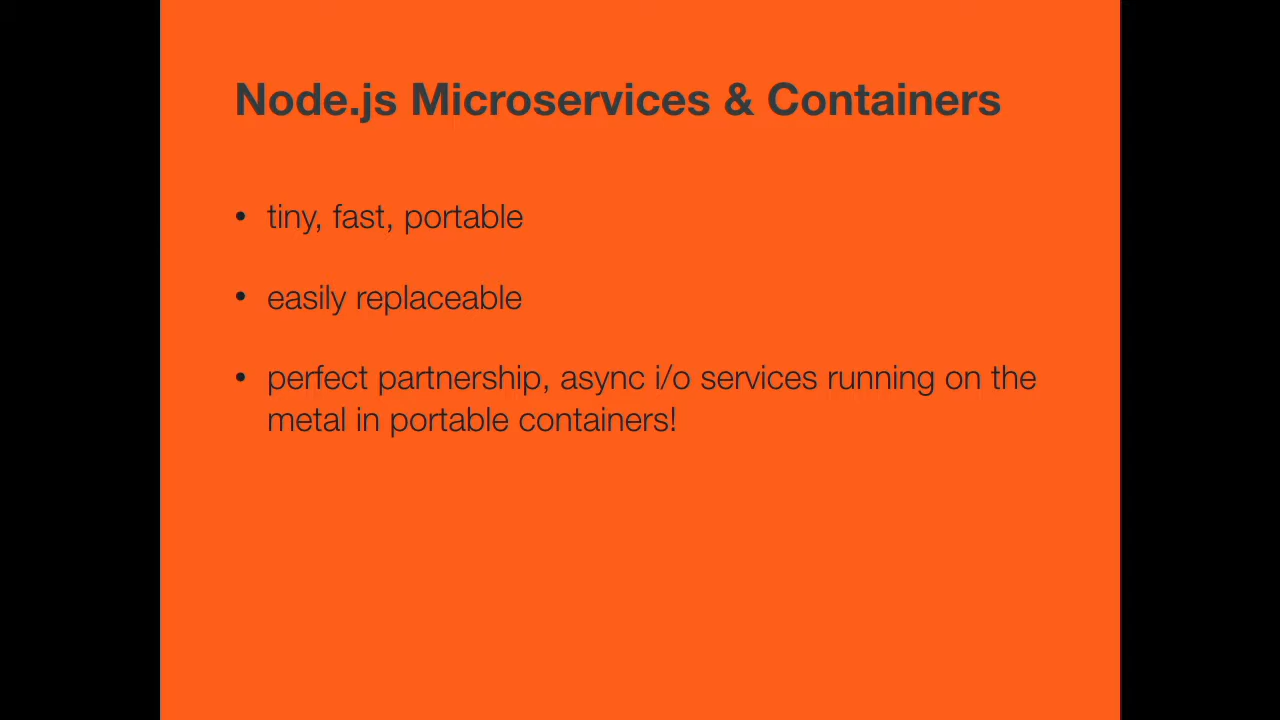 Node.js Microservices & Containers
• tiny, fast, portable
• easily replaceable
• perfect partnership, async i/o services running on the
metal in portable containers!